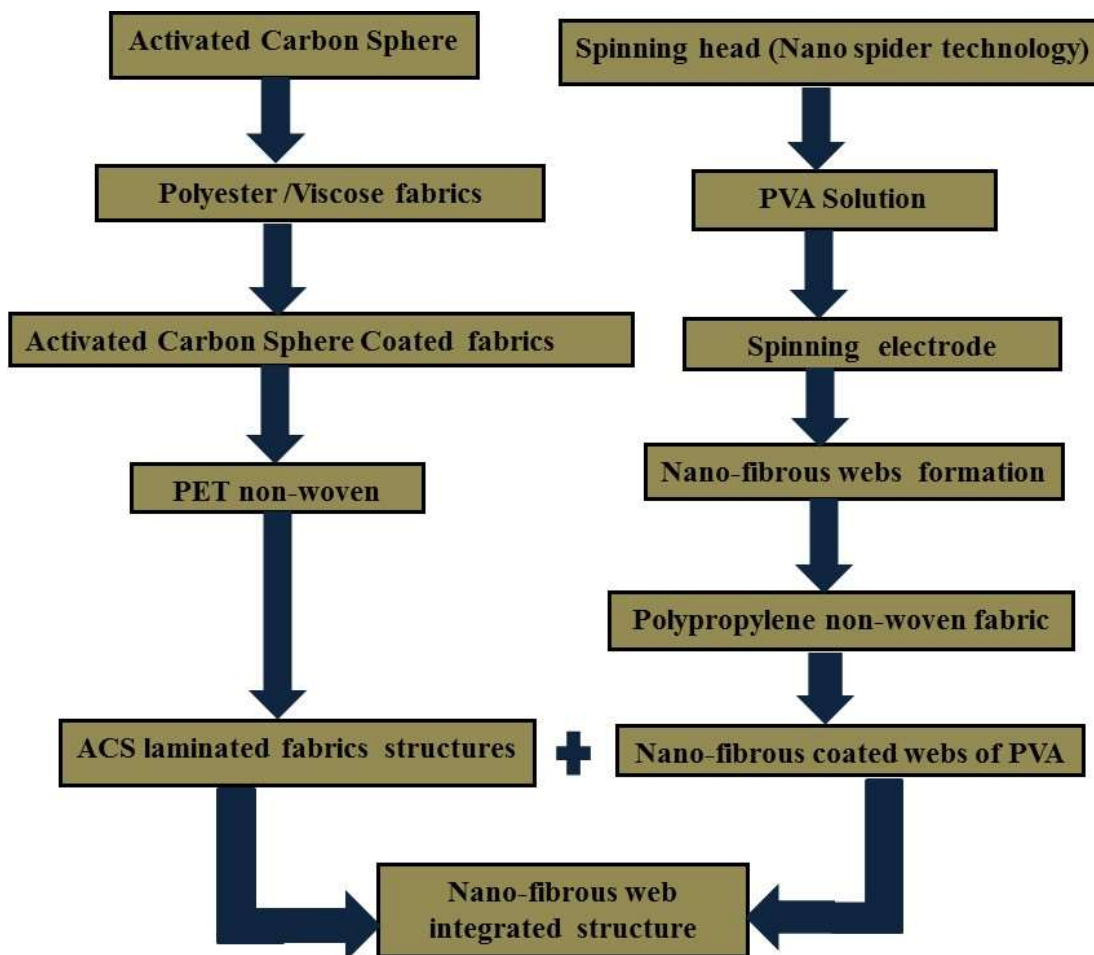 Activated Carbon Sphere
Polyester /Viscose fabrics
Activated Carbon Sphere Coated fabrics
PET non-woven
ACS laminated fabrics structures
+
Spinning head (Nano spider technology)
PVA Solution
Spinning electrode
Nano-fibrous webs formation
Polypropylene non-woven fabric
Nano-fibrous coated webs of PVA
Nano-fibrous web
integrated structure